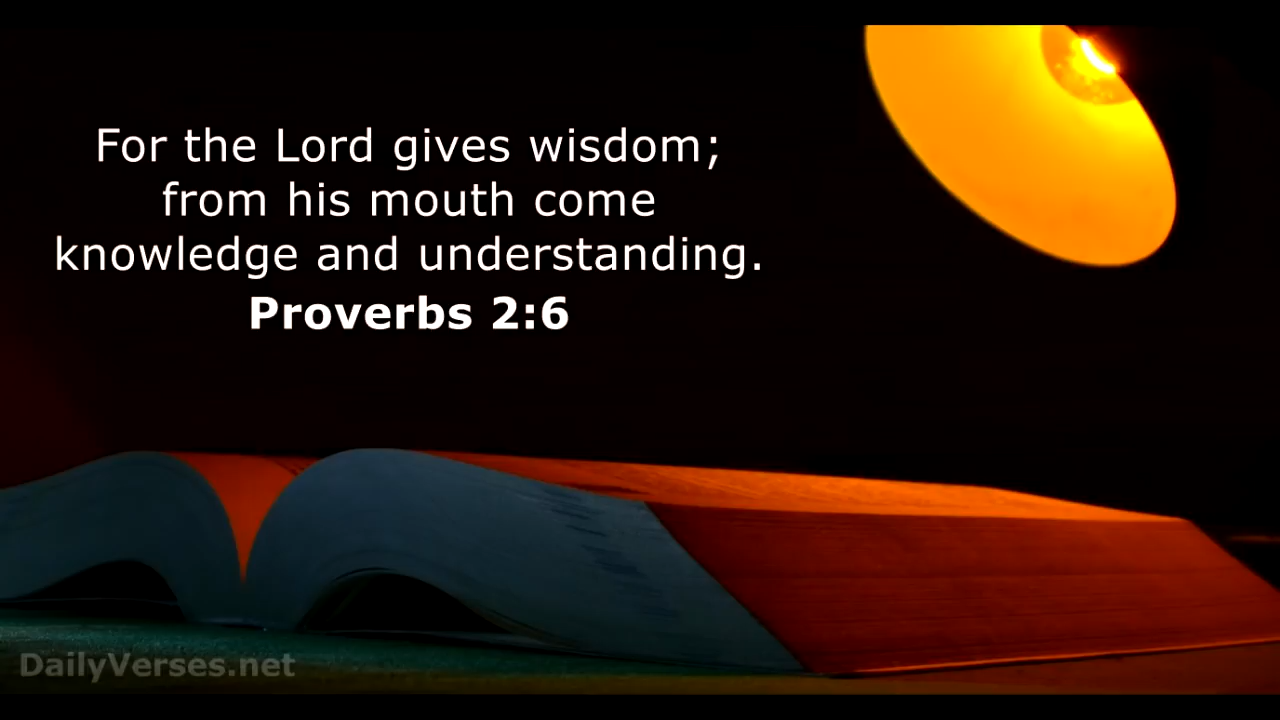 For the Lord gives wisdom;
from his mouth come
knowledge and understanding.
Proverbs 2:6
DailyVerses.net